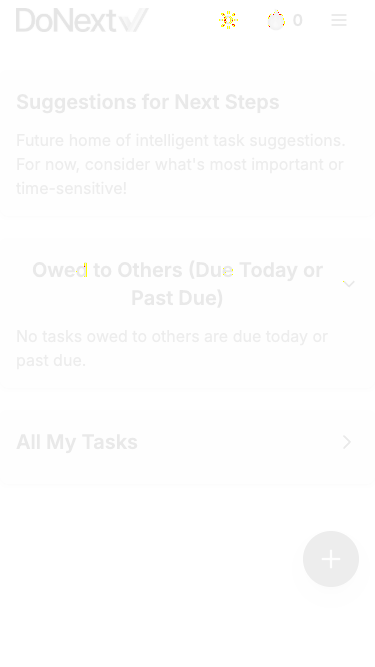 DoNext
0
Suggestions for Next Steps
Future home of intelligent task suggestions.
For now, consider what's most important or
time-sensitive!
Owed to Others (Due Today or
Past Due)
No tasks owed to others are due today or
past due.
All My Tasks